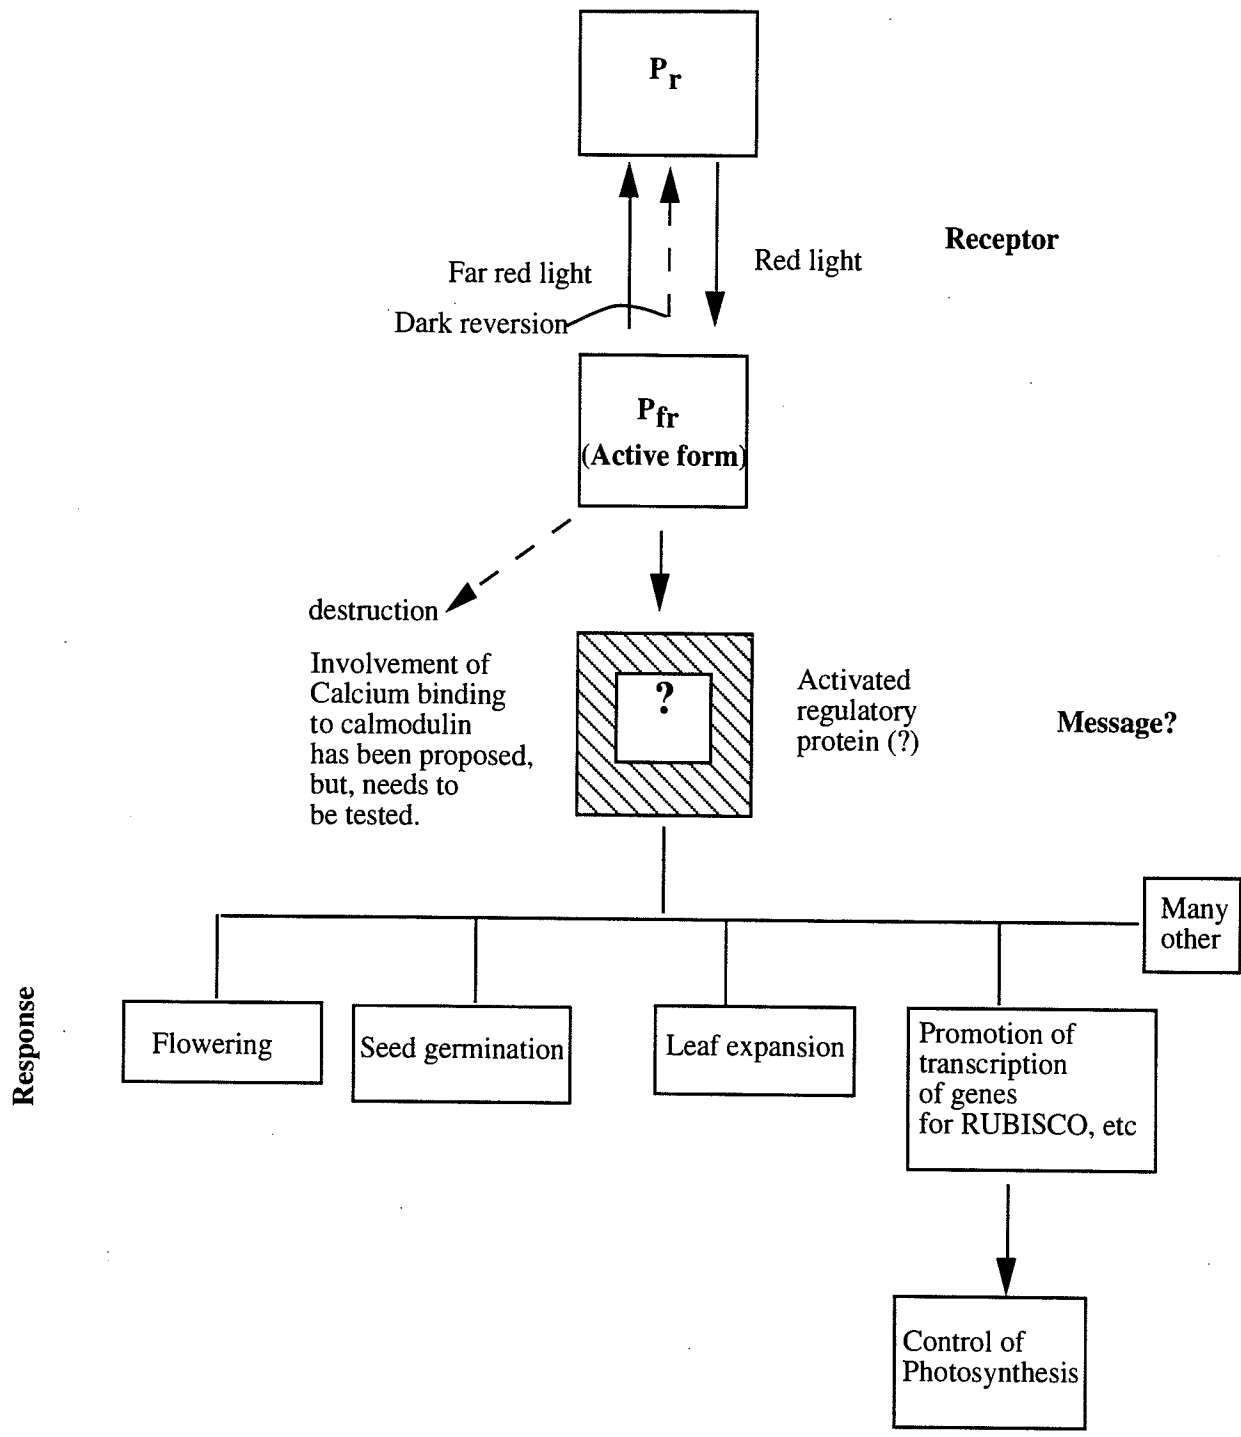 Pr
Receptor
Red light
Far red light
Dark reversion
Pfr
(Active form)
destruction
Involvement of
Calcium binding
to calmodulin
has been proposed,
but, needs to
be tested.
?
Activated
regulatory
protein (?)
Message?
Many
other
Response
Flowering
Seed germination
Leaf expansion
Promotion of
transcription
of genes
for RUBISCO, etc
Control of
Photosynthesis